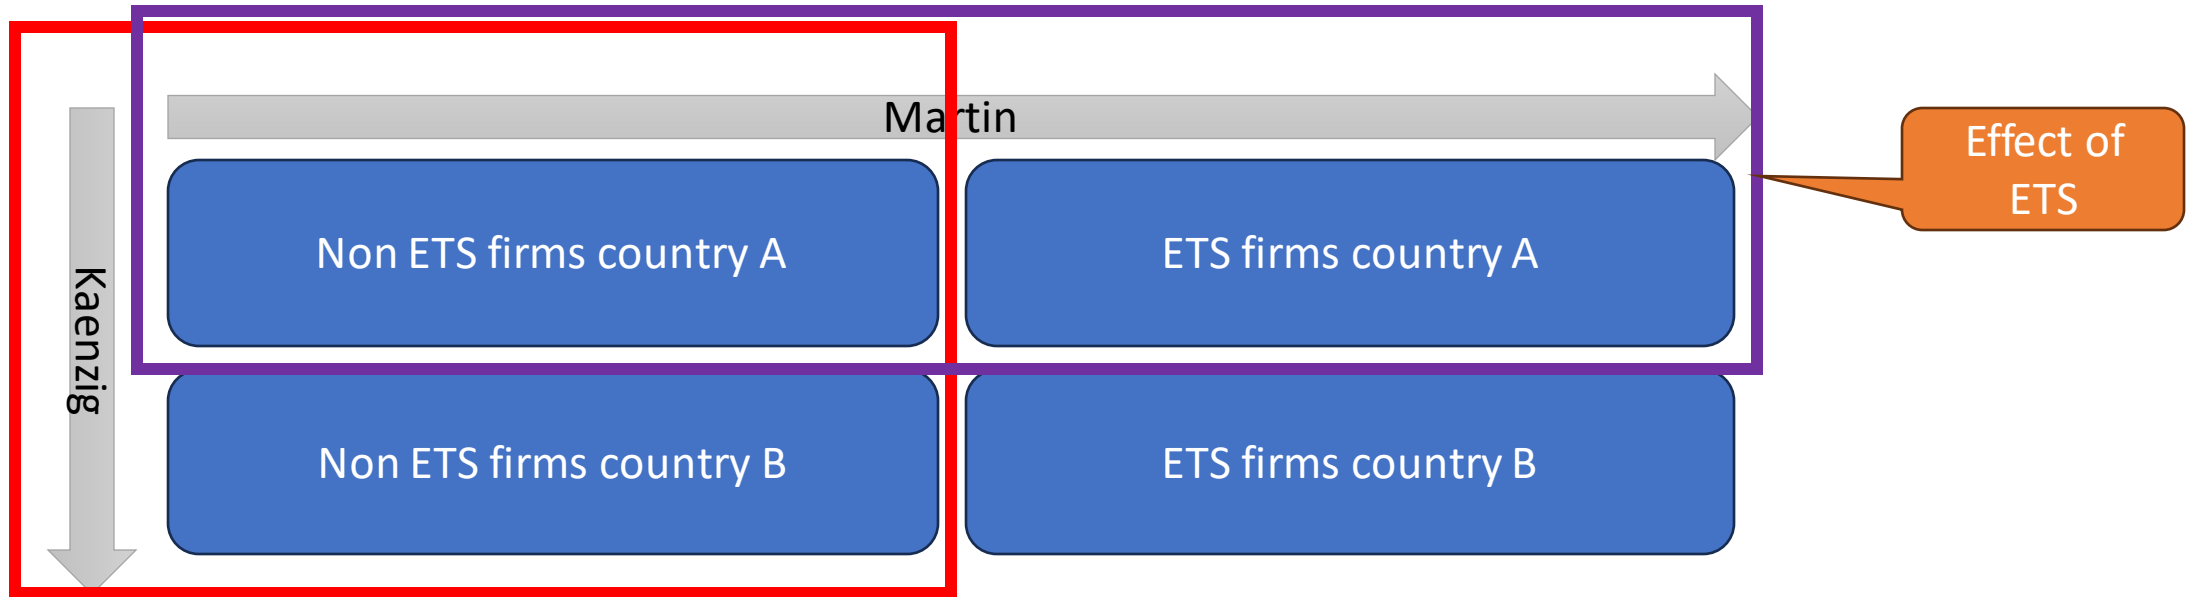 Martin
Effect of
ETS
Kaenzig
Non ETS firms country A
ETS firms country A
Non ETS firms country B
ETS firms country B